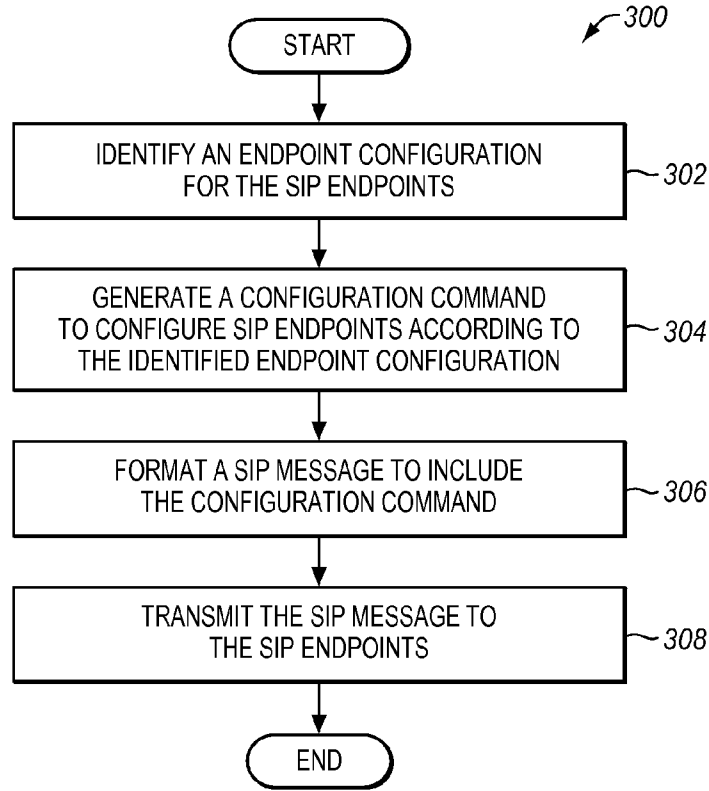 300
START
IDENTIFY AN ENDPOINT CONFIGURATION
FOR THE SIP ENDPOINTS
302
GENERATE A CONFIGURATION COMMAND
TO CONFIGURE SIP ENDPOINTS ACCORDING TO
THE IDENTIFIED ENDPOINT CONFIGURATION
304
FORMAT A SIP MESSAGE TO INCLUDE
THE CONFIGURATION COMMAND
306
TRANSMIT THE SIP MESSAGE TO
THE SIP ENDPOINTS
308
END